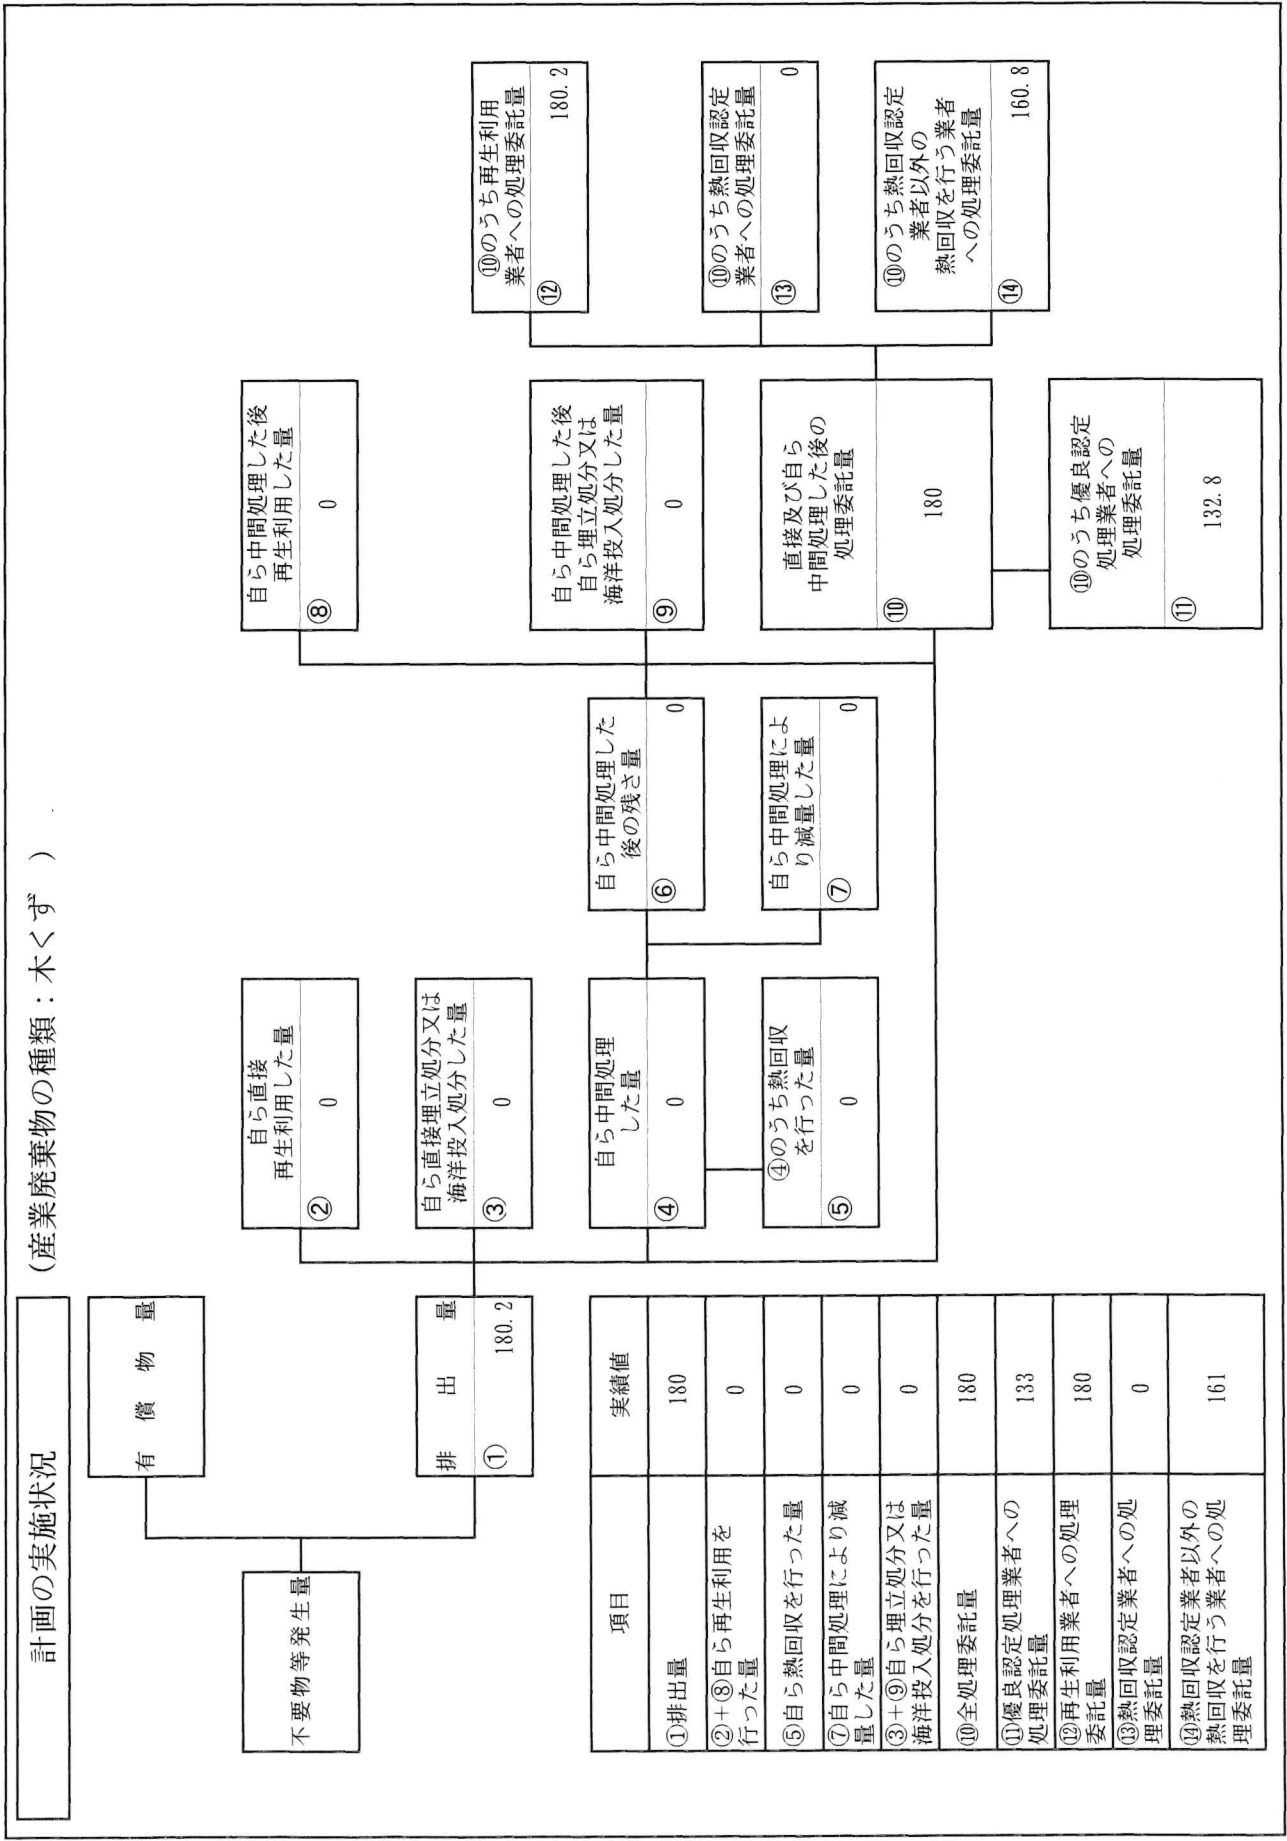 計画の実施状況
(産業廃棄物の種類：木くず　)
不要物等発生量
有償物量
排出量
① 180.2
自ら直接
再生利用した量
② 0
自ら直接埋立処分又は
海洋投入処分した量
③ 0
自ら中間処理
した量
④ 0
④のうち熱回収
を行った量
⑤ 0
自ら中間処理した
後の残さ量
⑥ 0
自ら中間処理によ
り減量した量
⑦ 0
自ら中間処理した後
再生利用した量
⑧ 0
自ら中間処理した後
自ら埋立処分又は
海洋投入処分した量
⑨ 0
直接及び自ら
中間処理した後の
処理委託量
⑩ 180
⑩のうち優良認定
処理業者への
処理委託量
⑪ 132.8
⑩のうち再生利用
業者への処理委託量
⑫ 180.2
⑩のうち熱回収認定
業者への処理委託量
⑬ 0
⑩のうち熱回収認定
業者以外の
熱回収を行う業者
への処理委託量
⑭ 160.8
項目 実績値
①排出量 180
②+⑧自ら再生利用を
行った量 0
⑤自ら熱回収を行った量 0
⑦自ら中間処理により減
量した量 0
③+⑨自ら埋立処分又は
海洋投入処分を行った量 0
⑩全処理委託量 180
⑪優良認定処理業者への
処理委託量 133
⑫再生利用業者への処理
委託量 180
⑬熱回収認定業者への処
理委託量 0
⑭熱回収認定業者以外の
熱回収を行う業者への処
理委託量 161